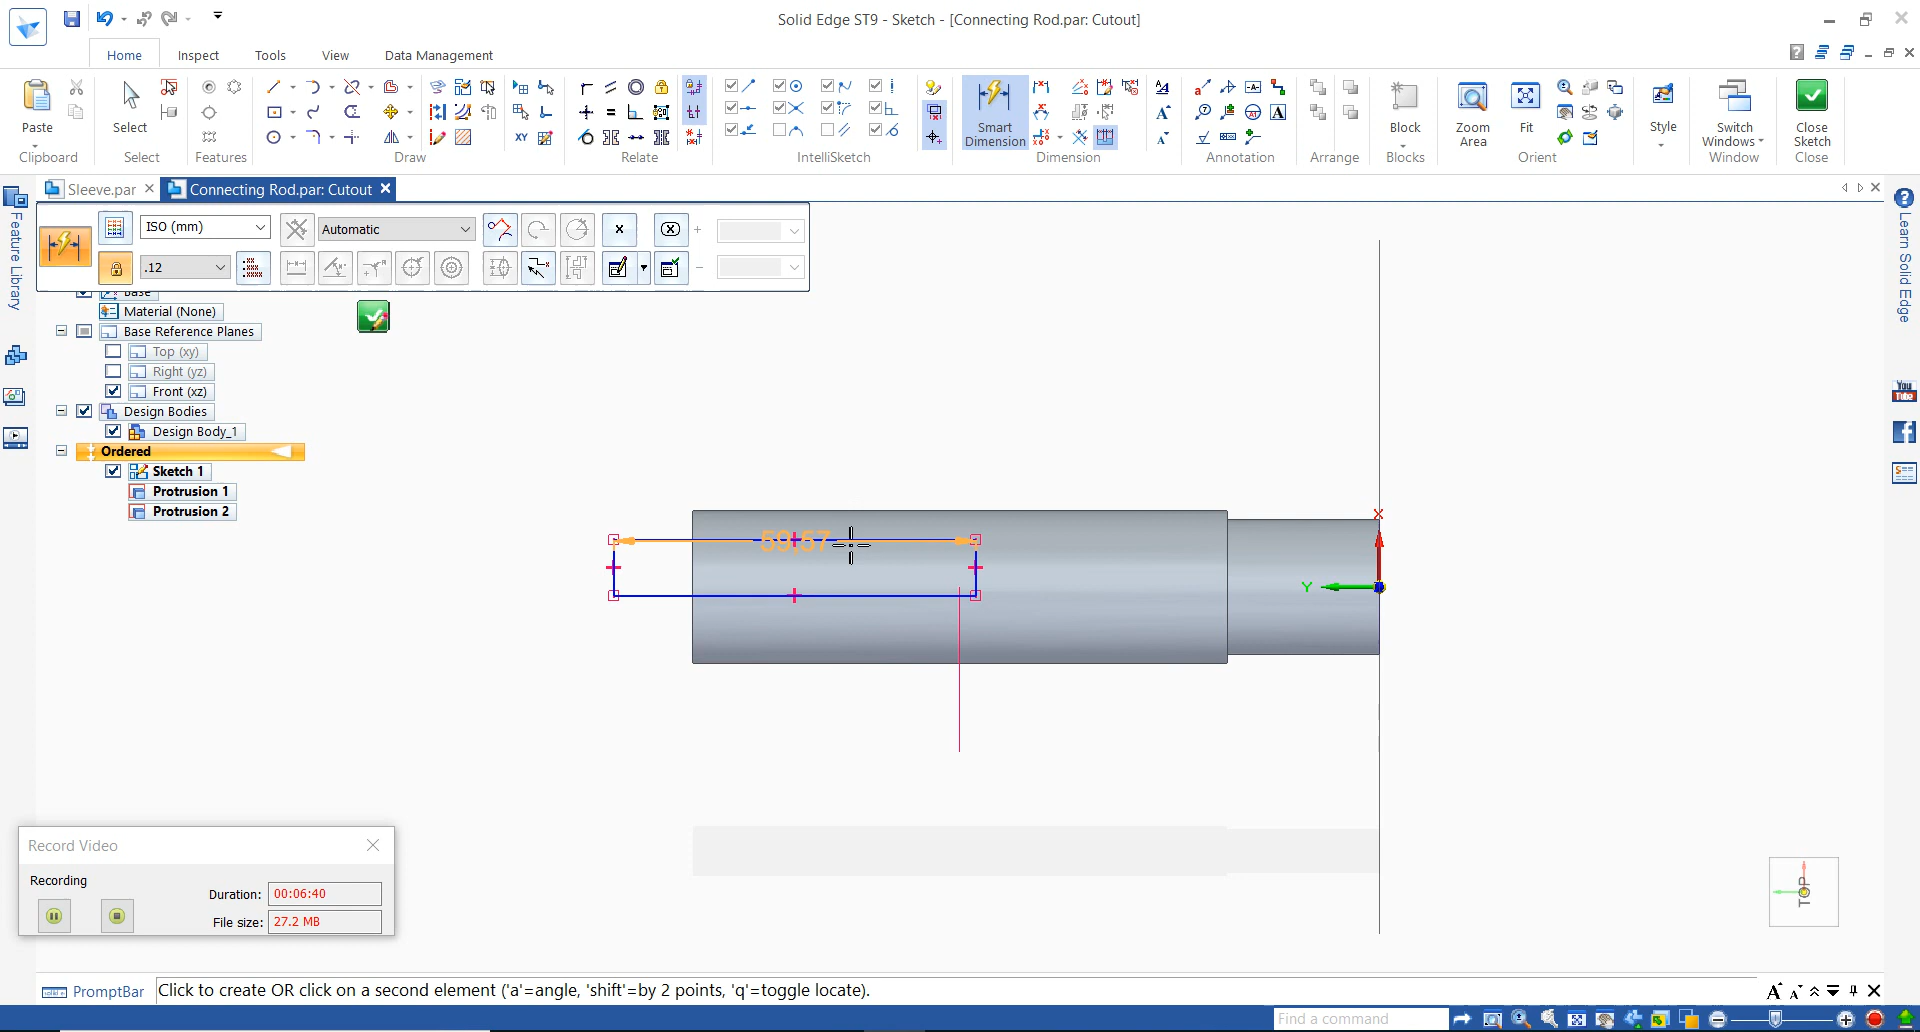 Solid Edge ST9 - Sketch - [Connecting Rod.par: Cutout]
Home Inspect Tools View Data Management
Paste
Clipboard
Select
Select
Features
Draw
Relate
IntelliSketch
Smart Dimension
Dimension
Annotation
Arrange
Block
Blocks
Zoom Area
Fit
Orient
Style
Switch Windows
Window
Close Sketch
Close
Sleeve.par
Connecting Rod.par: Cutout
ISO (mm)
Automatic
.12
Feature Library
Learn Solid Edge
You Tube
Base
Material (None)
Base Reference Planes
Top (xy)
Right (yz)
Front (xz)
Design Bodies
Design Body_1
Ordered
Sketch 1
Protrusion 1
Protrusion 2
X
Y
TOP
Record Video
Recording
Duration: 00:06:40
File size: 27.2 MB
PromptBar
Click to create OR click on a second element ('a'=angle, 'shift'=by 2 points, 'q'=toggle locate).
Find a command